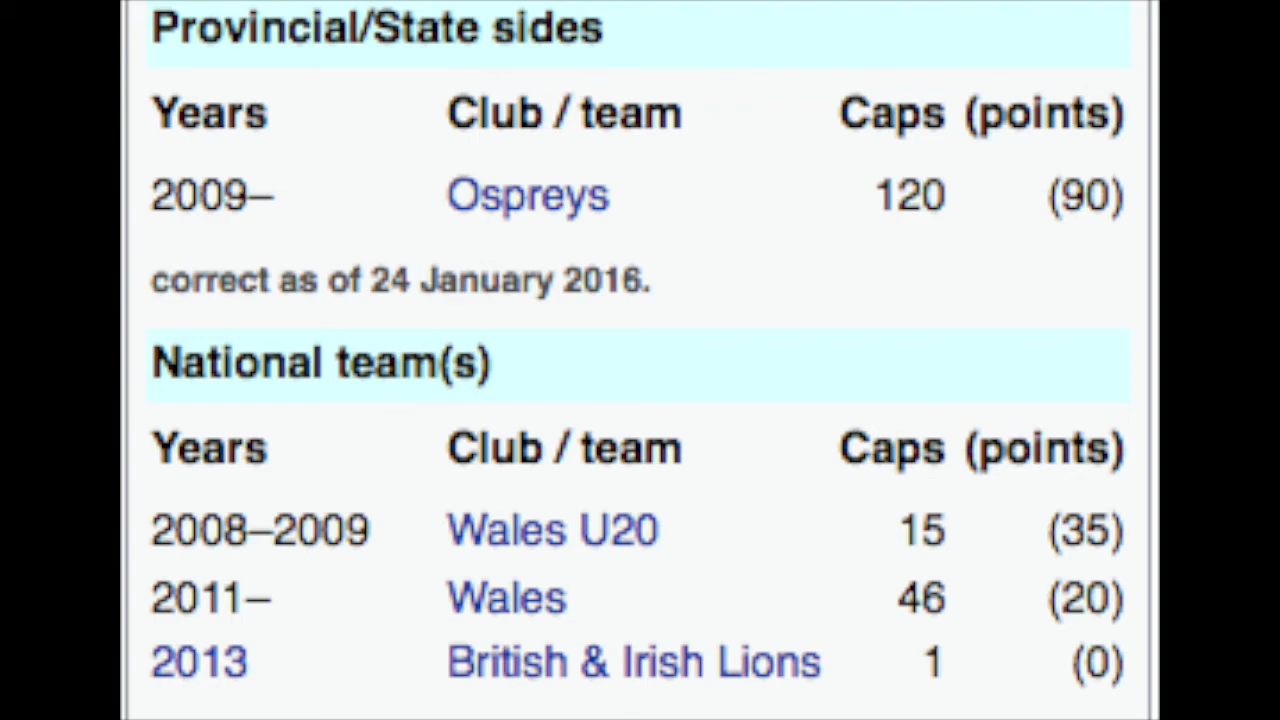 Provincial/State sides
Years Club / team Caps (points)
2009– Ospreys 120 (90)
correct as of 24 January 2016.
National team(s)
Years Club / team Caps (points)
2008–2009 Wales U20 15 (35)
2011– Wales 46 (20)
2013 British & Irish Lions 1 (0)